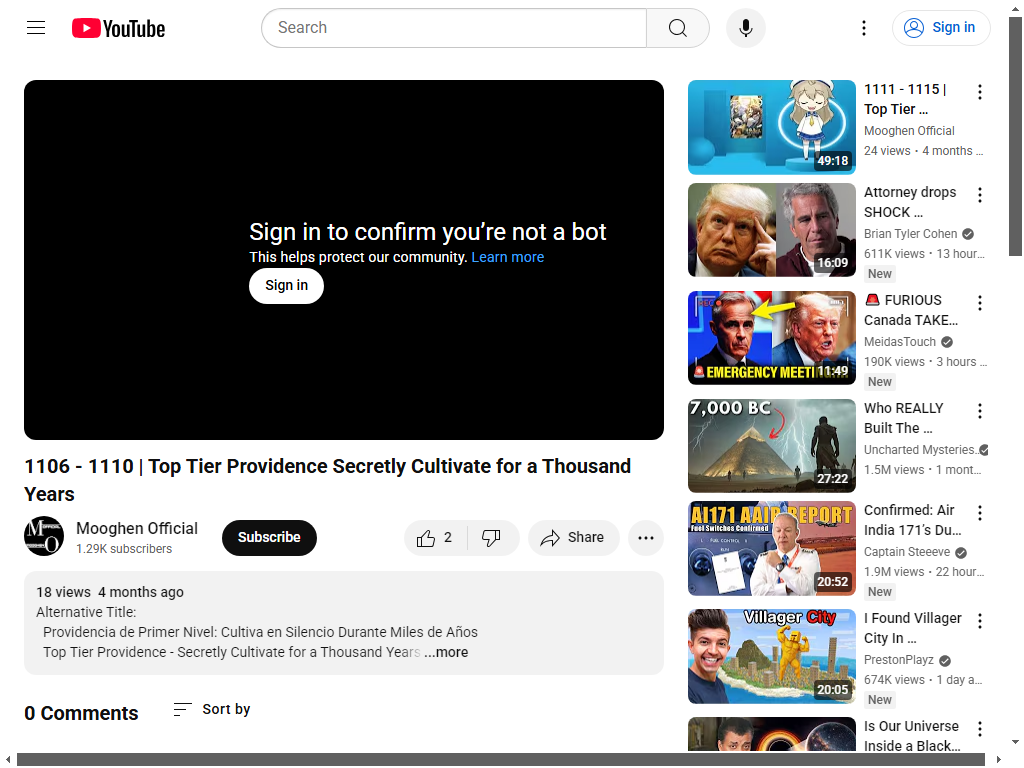 YouTube
Search
Sign in
Sign in to confirm you're not a bot
This helps protect our community. Learn more
Sign in
1106 - 1110 | Top Tier Providence Secretly Cultivate for a Thousand
Years
Mooghen Official
1.29K subscribers
Subscribe
2
Share
18 views 4 months ago
Alternative Title:
Providencia de Primer Nivel: Cultiva en Silencio Durante Miles de Años
Top Tier Providence - Secretly Cultivate for a Thousand Years ...more
0 Comments
Sort by
49:18
1111 - 1115 |
Top Tier ...
Mooghen Official
24 views • 4 months ...
16:09
Attorney drops
SHOCK ...
Brian Tyler Cohen
611K views • 13 hour...
New
REC
EMERGENCY MEETING
11:49
🚨 FURIOUS
Canada TAKE...
MeidasTouch
190K views • 3 hours ...
New
7,000 BC
27:22
Who REALLY
Built The ...
Uncharted Mysteries...
1.5M views • 1 mont...
AI171 AAIB REPORT
Fuel Switches Confirmed
20:52
Confirmed: Air
India 171's Du...
Captain Steeeve
1.9M views • 22 hour...
New
Villager City
20:05
I Found Villager
City In ...
PrestonPlayz
674K views • 1 day a...
New
Is Our Universe
Inside a Black...